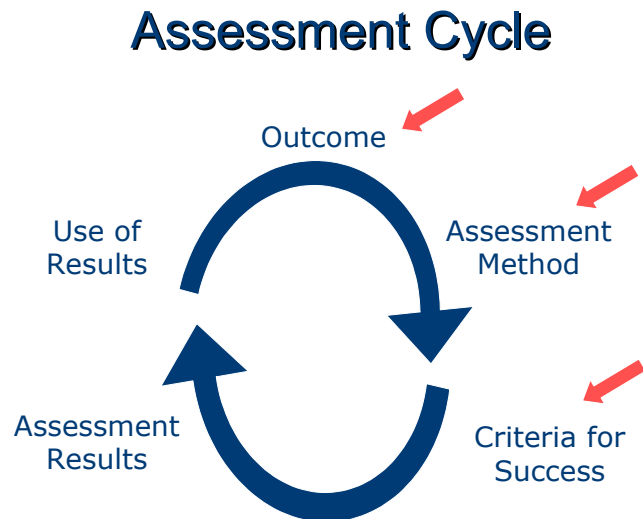 Assessment Cycle
Outcome
Use of
Results
Assessment
Method
Assessment
Results
Criteria for
Success